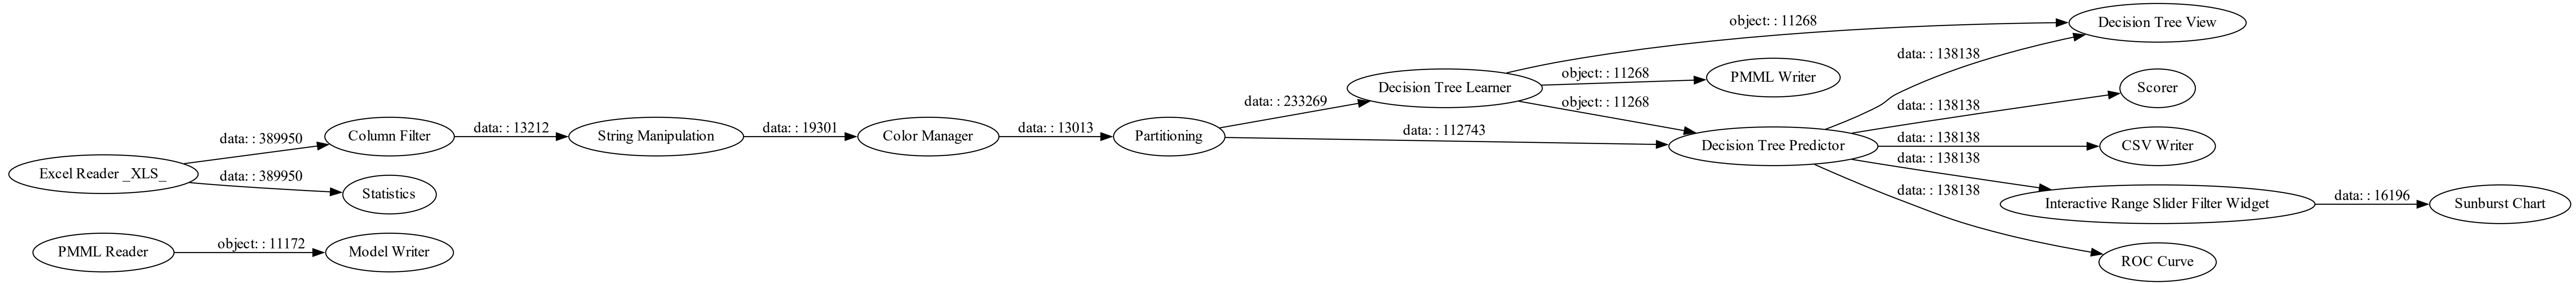 object: : 11268
Decision Tree View
data: : 138138
object: : 11268
PMML Writer
Decision Tree Learner
Scorer
data: : 233269
object: : 11268
data: : 138138
data: : 389950
Column Filter
data: : 13212
String Manipulation
data: : 19301
Color Manager
data: : 13013
Partitioning
data: : 112743
Decision Tree Predictor
data: : 138138
CSV Writer
data: : 138138
Excel Reader _XLS_
data: : 389950
Statistics
data: : 138138
Interactive Range Slider Filter Widget
data: : 16196
Sunburst Chart
PMML Reader
object: : 11172
Model Writer
ROC Curve